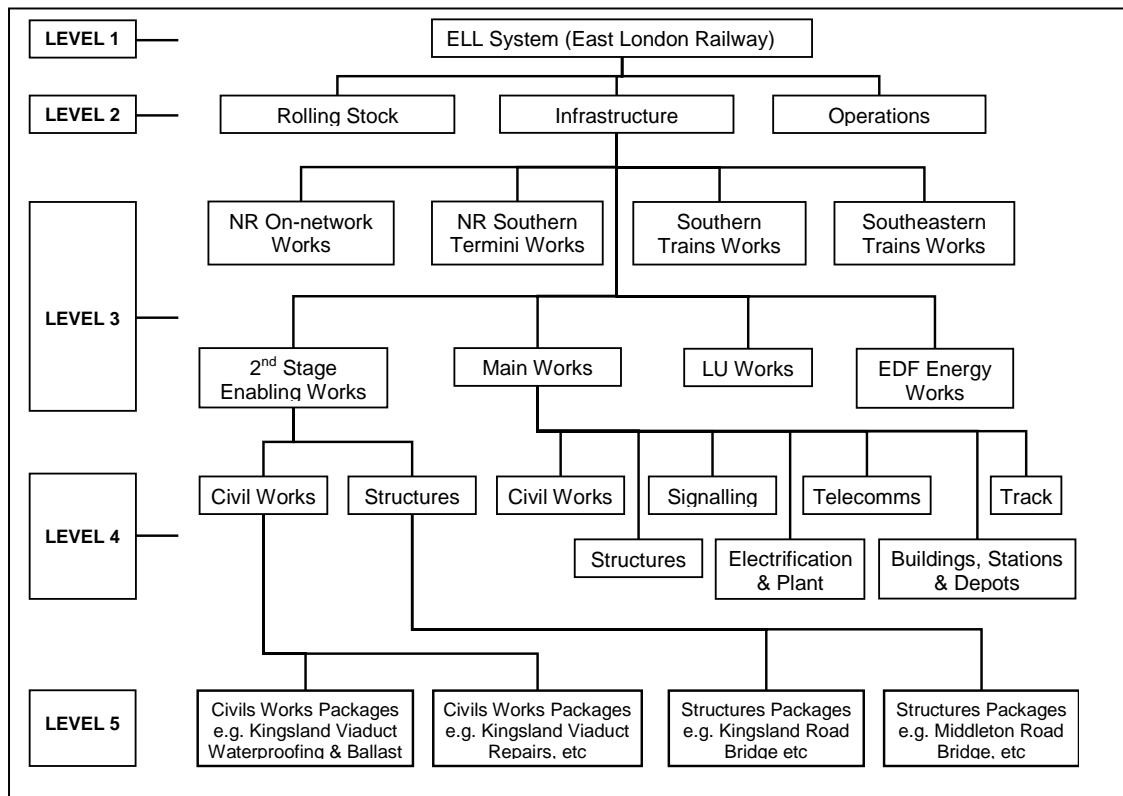 LEVEL 1
ELL System (East London Railway)
LEVEL 2
Rolling Stock
Infrastructure
Operations
LEVEL 3
NR On-network
Works
NR Southern
Termini Works
Southern
Trains Works
Southeastern
Trains Works
2nd Stage
Enabling Works
Main Works
LU Works
EDF Energy
Works
LEVEL 4
Civil Works
Structures
Civil Works
Signalling
Telecomms
Track
Structures
Electrification
& Plant
Buildings, Stations
& Depots
LEVEL 5
Civils Works Packages
e.g. Kingsland Viaduct
Waterproofing & Ballast
Civils Works Packages
e.g. Kingsland Viaduct
Repairs, etc
Structures Packages
e.g. Kingsland Road
Bridge etc
Structures Packages
e.g. Middleton Road
Bridge, etc